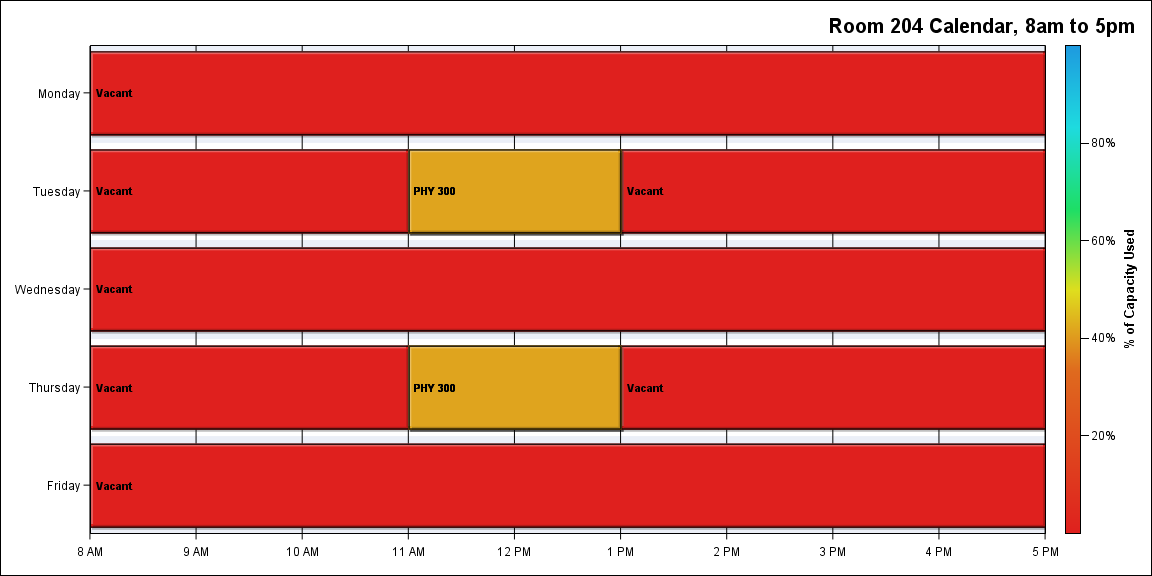 Room 204 Calendar, 8am to 5pm
Monday
Vacant
80%
Tuesday
Vacant
PHY 300
Vacant
60%
% of Capacity Used
Wednesday
Vacant
40%
Thursday
Vacant
PHY 300
Vacant
20%
Friday
Vacant
8 AM
9 AM
10 AM
11 AM
12 PM
1 PM
2 PM
3 PM
4 PM
5 PM